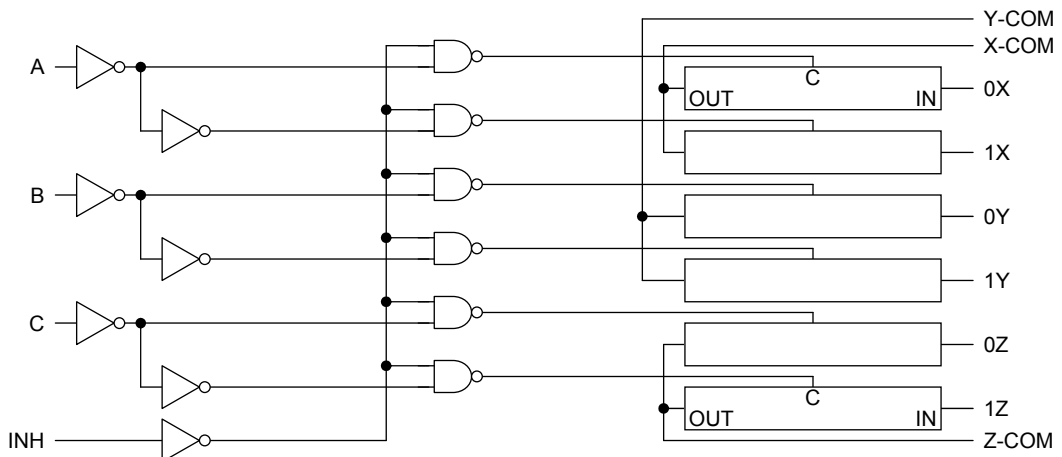 Y-COM
X-COM
A
C
OUT IN
0X
1X
B
0Y
1Y
C
0Z
C
OUT IN
1Z
INH
Z-COM